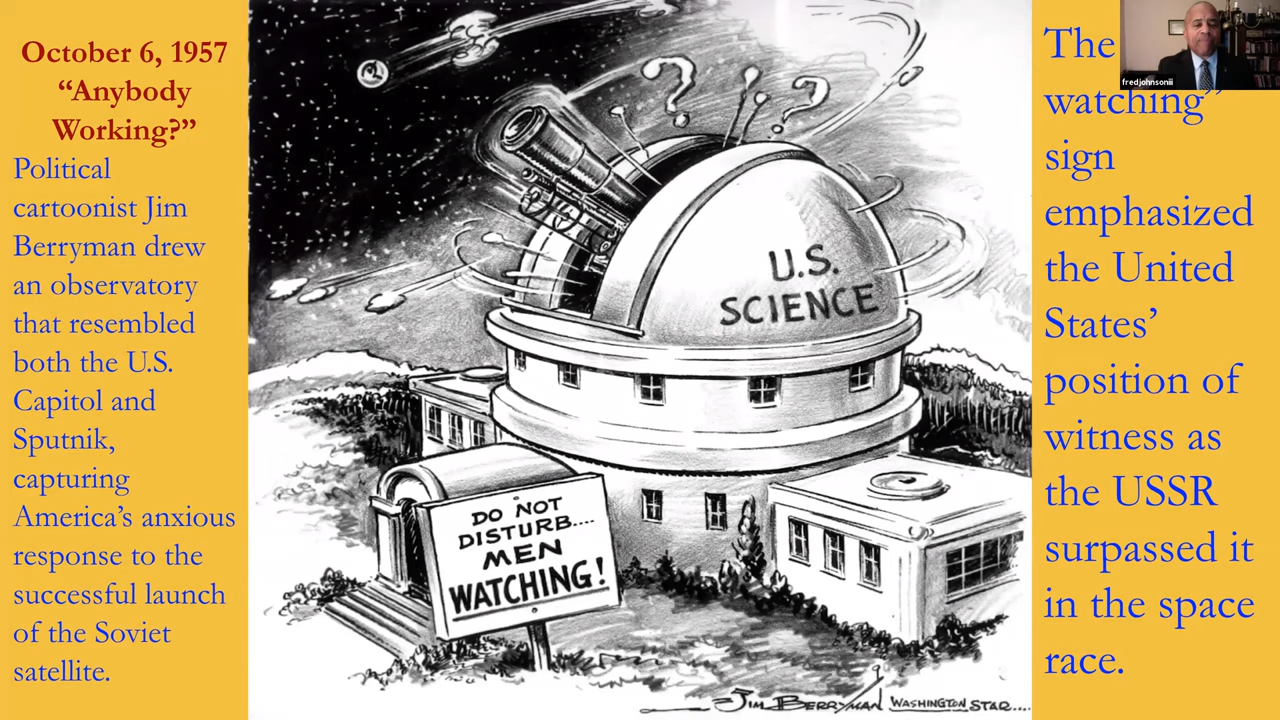 October 6, 1957
“Anybody
Working?”
Political
cartoonist Jim
Berryman drew
an observatory
that resembled
both the U.S.
Capitol and
Sputnik,
capturing
America’s anxious
response to the
successful launch
of the Soviet
satellite.
? ?
U.S.
SCIENCE
DO NOT
DISTURB....
MEN
WATCHING!
JIM BERRYMAN WASHINGTON STAR....
The
watching”
sign
emphasized
the United
States’
position of
witness as
the USSR
surpassed it
in the space
race.
fredjohnsoniii